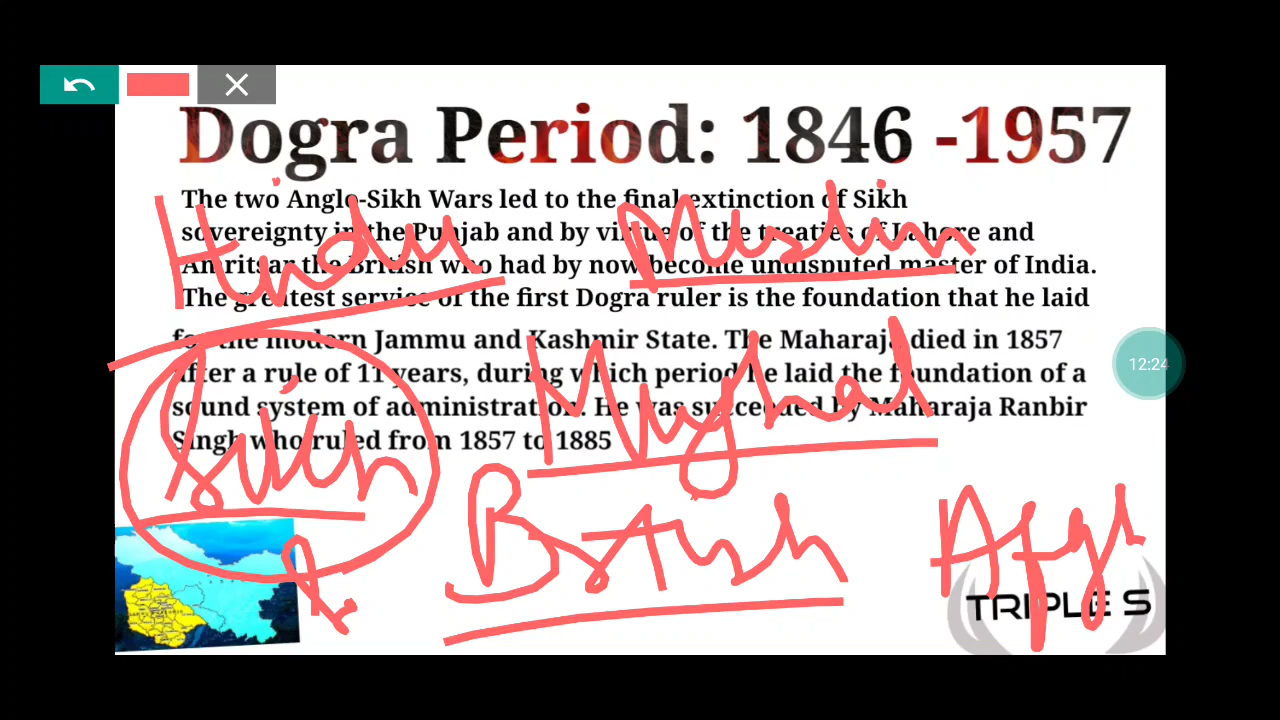 Dogra Period: 1846 -1957
The two Anglo-Sikh Wars led to the final extinction of Sikh
sovereignty in the Punjab and by virtue of the treaties of Lahore and
Amritsar the British who had by now become undisputed master of India.
The greatest service of the first Dogra ruler is the foundation that he laid
for the modern Jammu and Kashmir State. The Maharaja died in 1857
after a rule of 11 years, during which period he laid the foundation of a
sound system of administration. He was succeeded by Maharaja Ranbir
Singh who ruled from 1857 to 1885
Hindu Muslim
Sikh Mughal
British Afgh
12:24
TRIPLE S